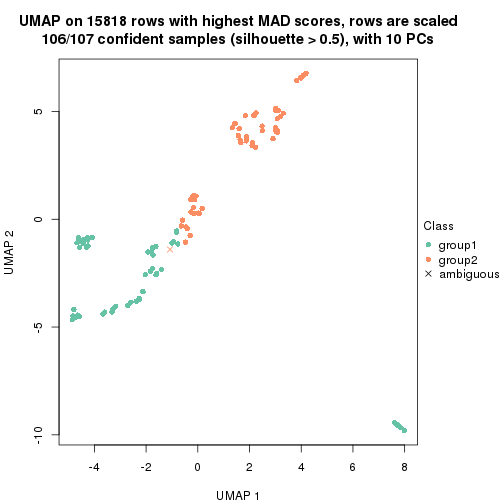 UMAP on 15818 rows with highest MAD scores, rows are scaled
106/107 confident samples (silhouette > 0.5), with 10 PCs
5
0
-5
-10
UMAP 2
-4
-2
0
2
4
6
8
UMAP 1
Class
group1
group2
ambiguous